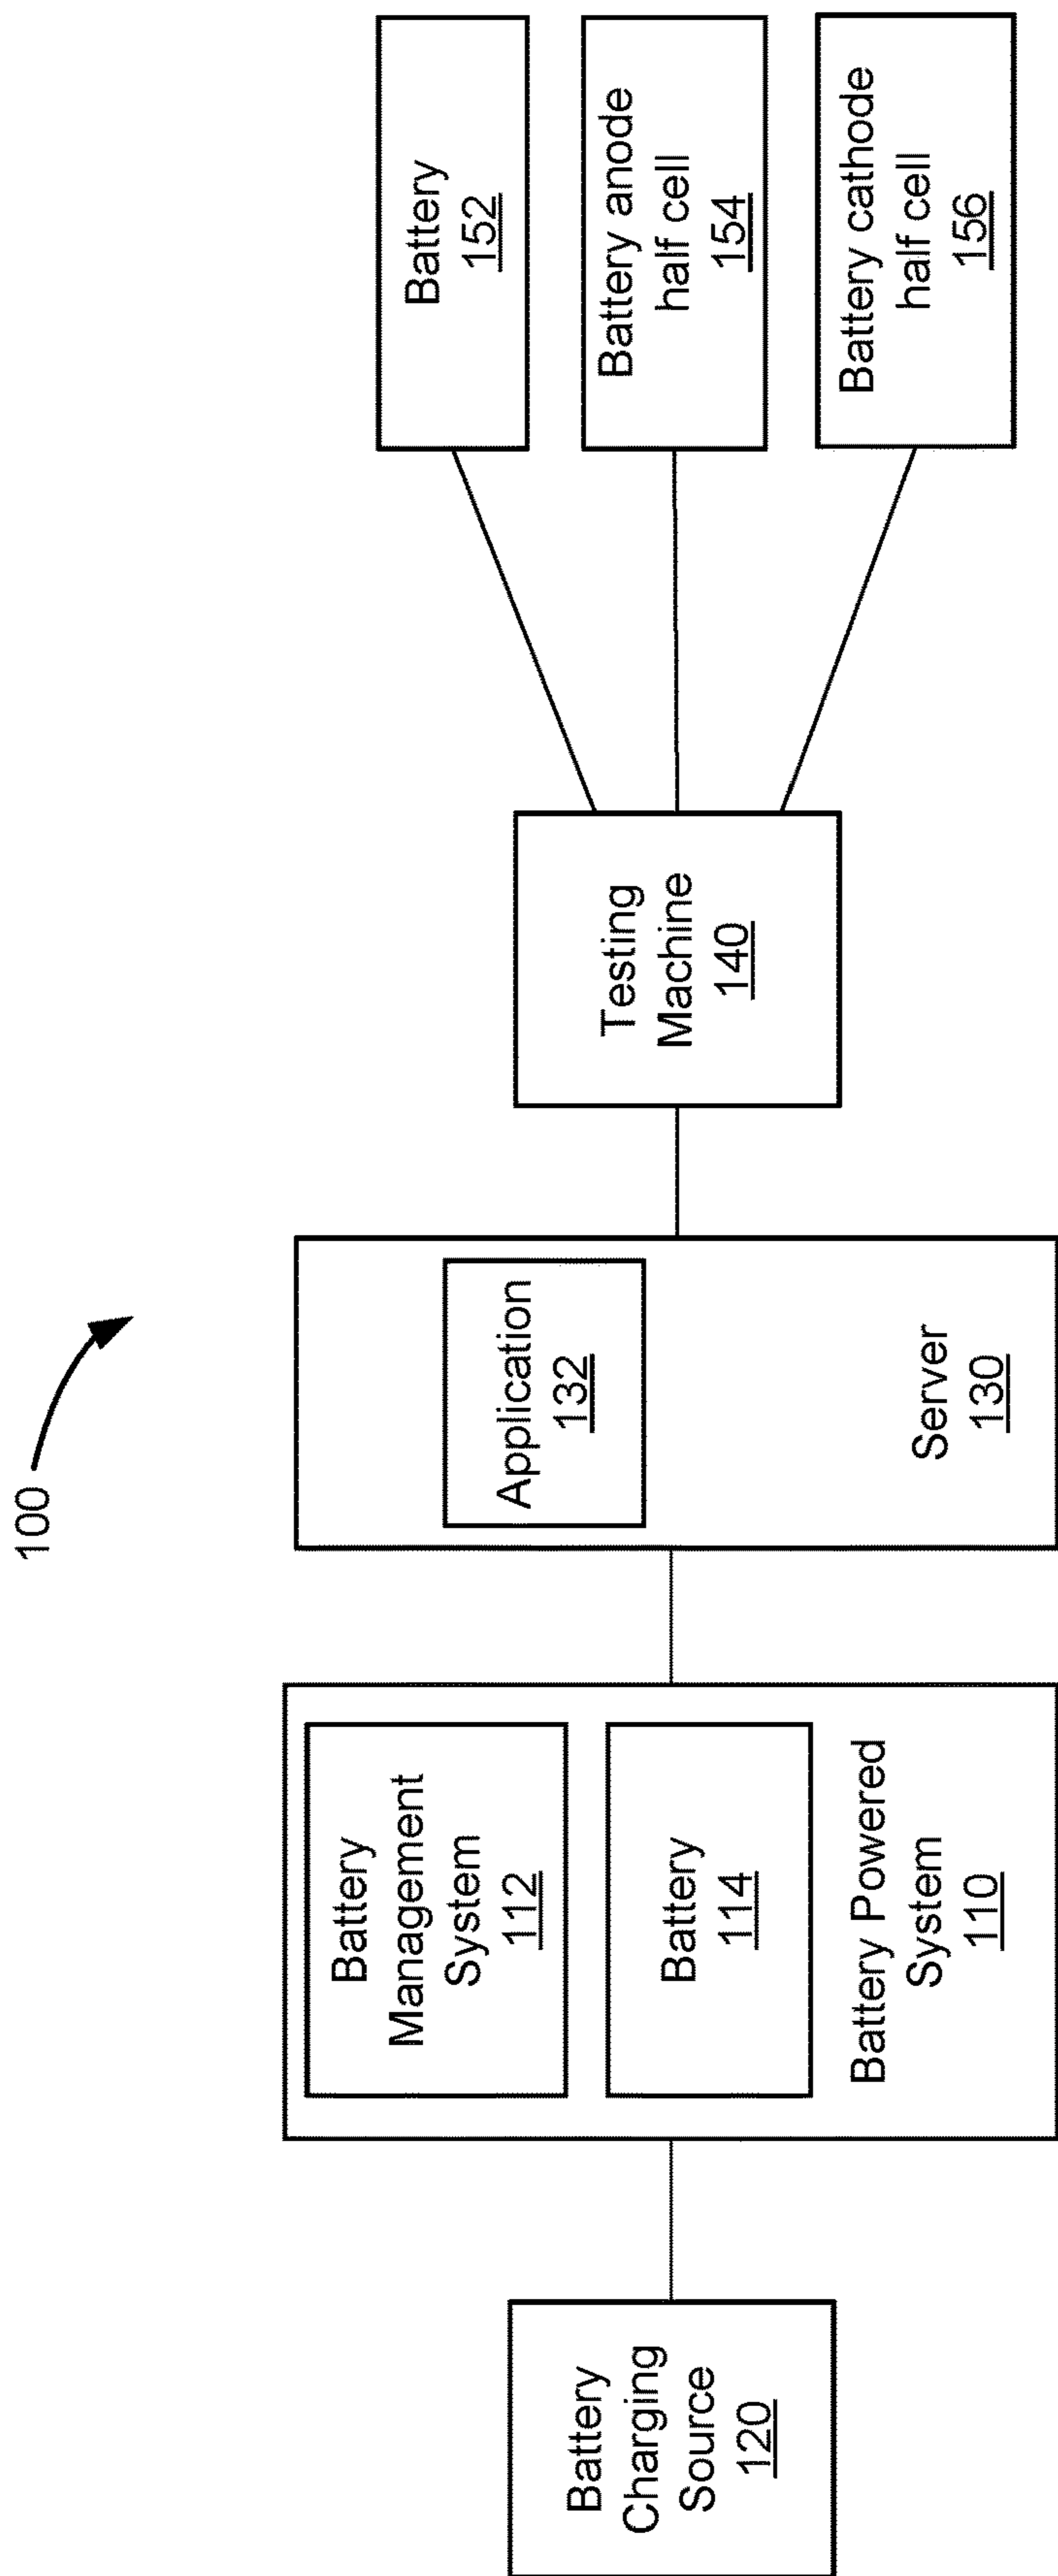 100
Battery
Charging
Source
120
Battery
Management
System
112
Battery
114
Battery Powered
System
110
Application
132
Server
130
Testing
Machine
140
Battery
152
Battery anode
half cell
154
Battery cathode
half cell
156